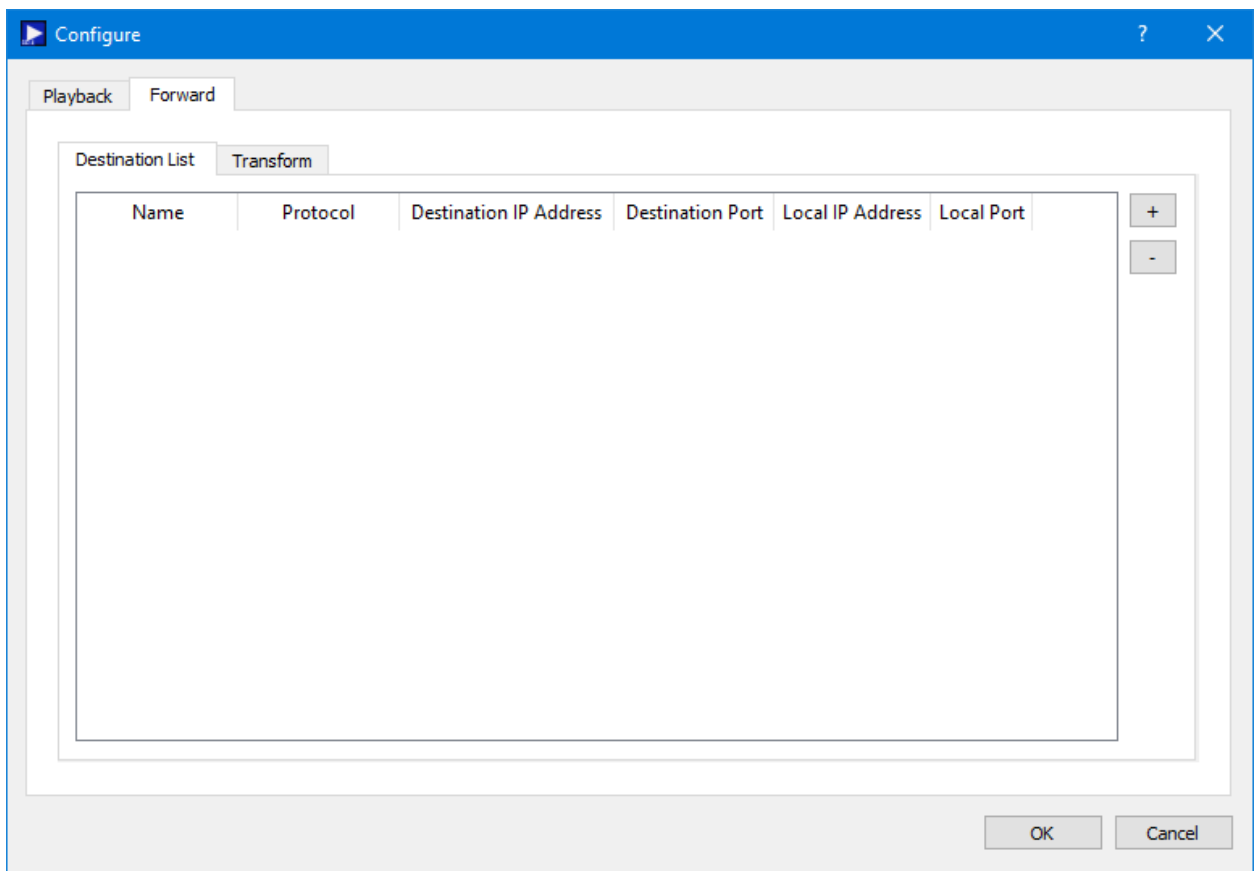 Configure ?
Playback Forward
Destination List Transform
Name Protocol Destination IP Address Destination Port Local IP Address Local Port +
-
OK Cancel